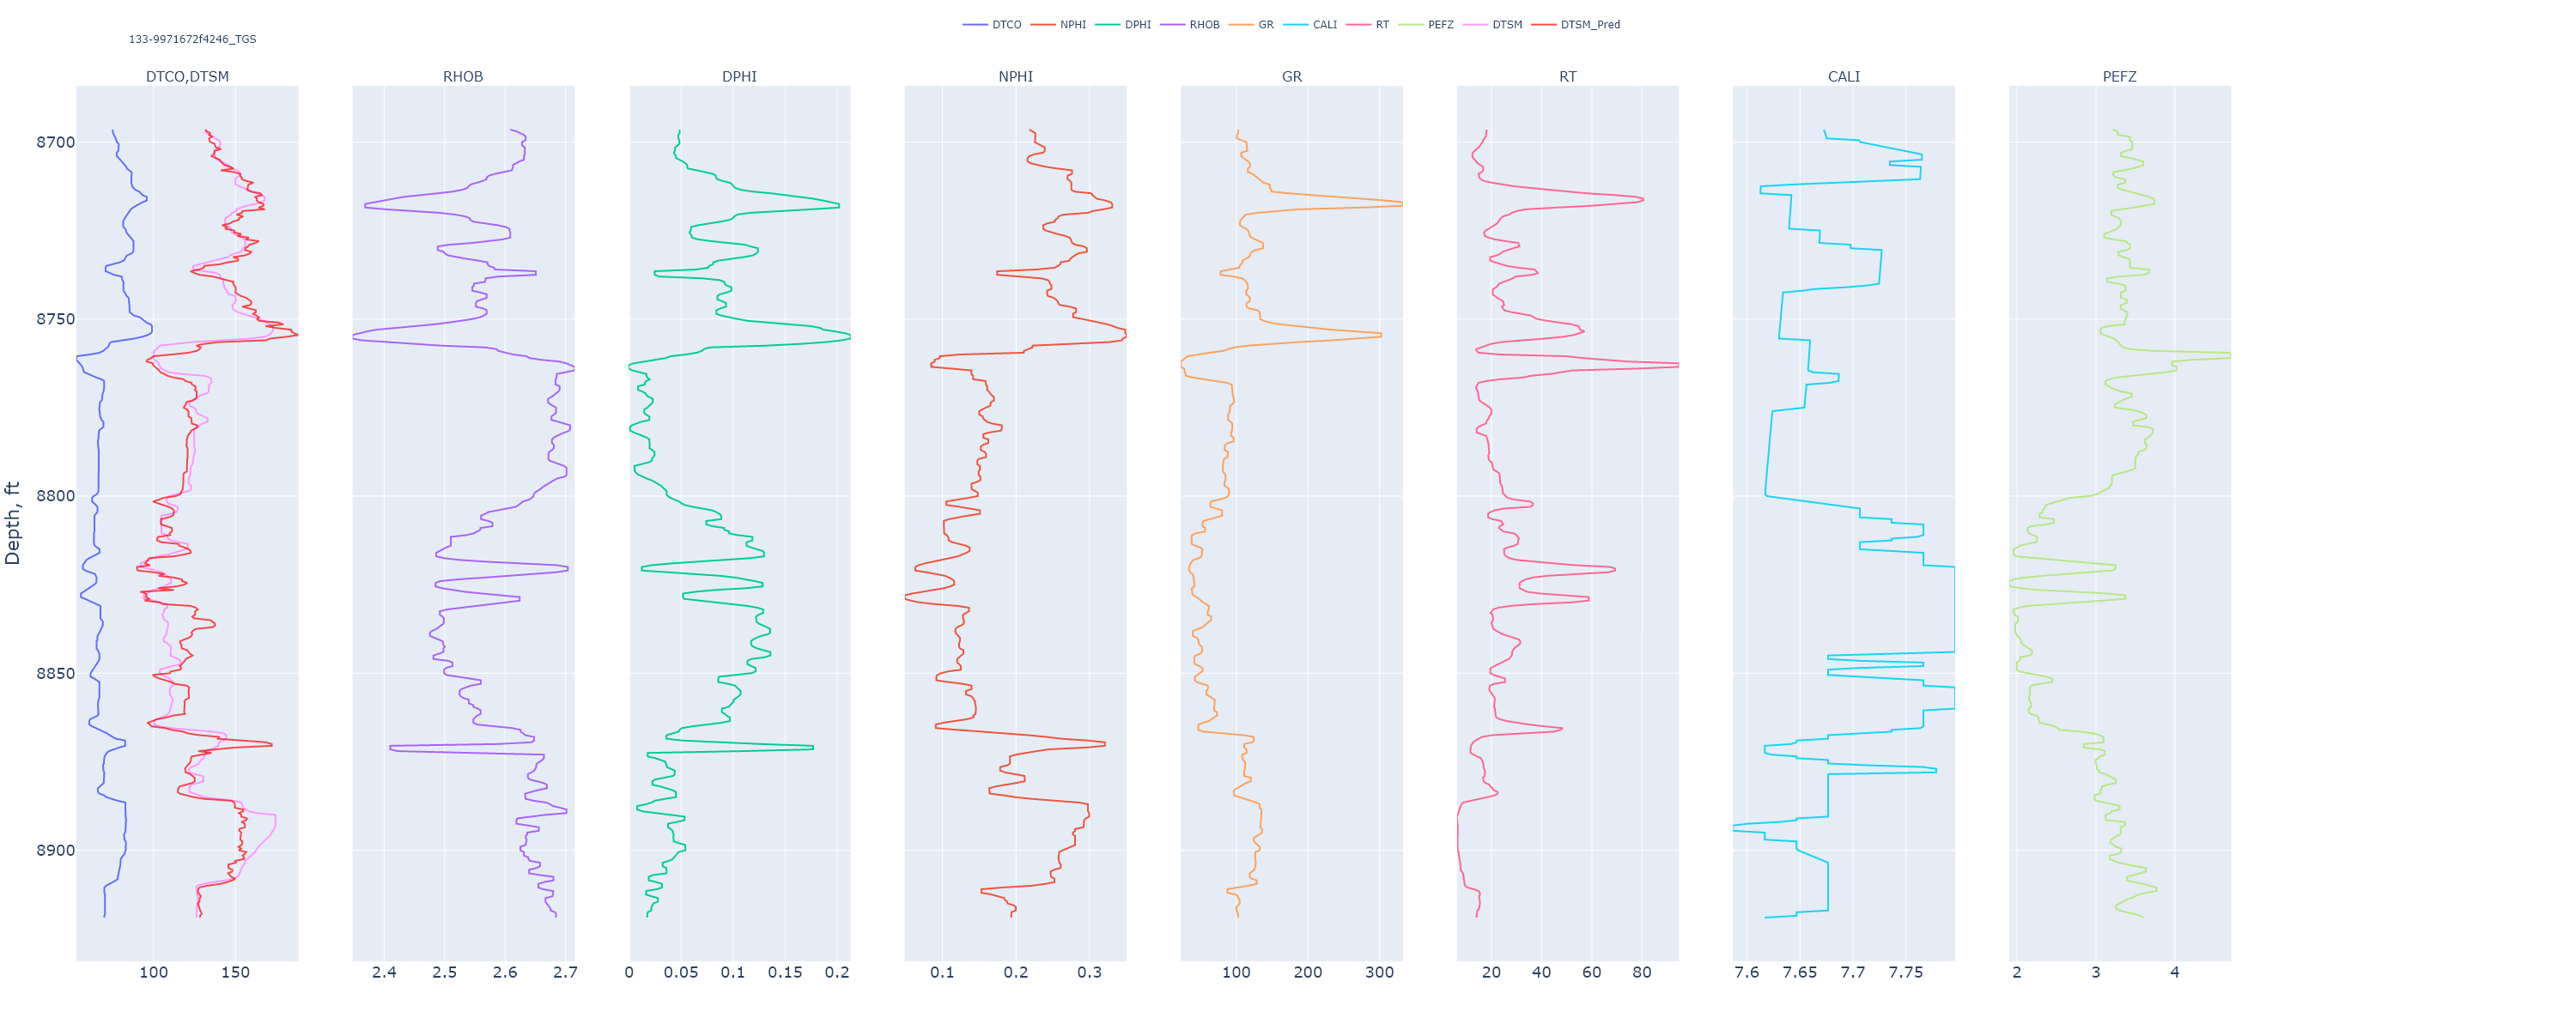 DTCO NPHI DPHI RHOB GR CALI RT PEFZ DTSM DTSM_Pred
133-9971672f4246_TGS
DTCO,DTSM RHOB DPHI NPHI GR RT CALI PEFZ
Depth, ft
8700
8750
8800
8850
8900
100 150 2.4 2.5 2.6 2.7 0 0.05 0.1 0.15 0.2 0.1 0.2 0.3 100 200 300 20 40 60 80 7.6 7.65 7.7 7.75 2 3 4